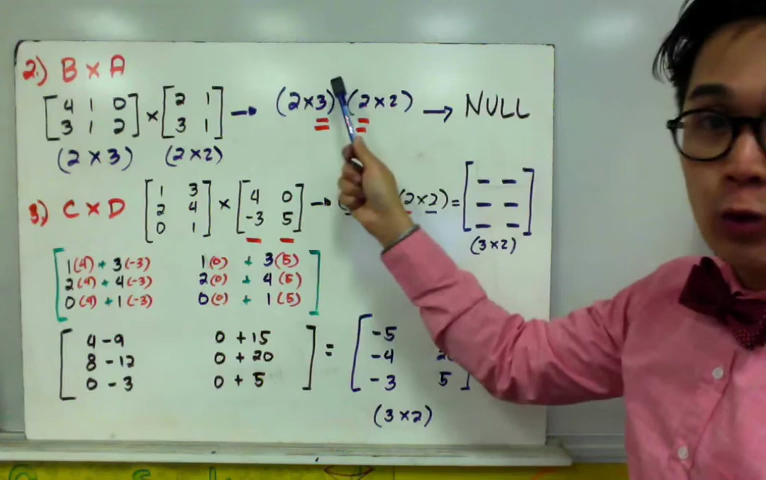 2.) B x A
[4 1 0 [2 1
3 1 2] x 3 1] → (2 x 3) (2 x 2) → NULL
(2 x 3) (2 x 2)
3) C x D [1 3 [4 0
2 4 x -3 5] → (2 x 2) = [_ _
0 1] _ _
_ _]
(3 x 2)
[1(4) + 3(-3) 1(0) + 3(5)
2(4) + 4(-3) 2(0) + 4(5)
0(4) + 1(-3) 0(0) + 1(5)]
[4 - 9 0 + 15
8 - 12 0 + 20
0 - 3 0 + 5] = [-5
-4 20
-3 5]
(3 x 2)